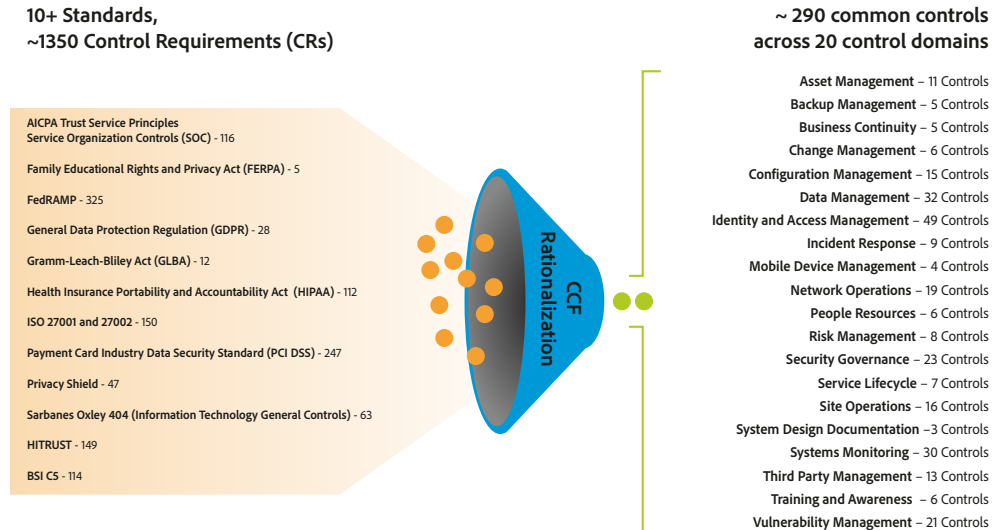 10+ Standards,
~1350 Control Requirements (CRs)
AICPA Trust Service Principles
Service Organization Controls (SOC) - 116
Family Educational Rights and Privacy Act (FERPA) - 5
FedRAMP - 325
General Data Protection Regulation (GDPR) - 28
Gramm-Leach-Bliley Act (GLBA) - 12
Health Insurance Portability and Accountability Act (HIPAA) - 112
ISO 27001 and 27002 - 150
Payment Card Industry Data Security Standard (PCI DSS) - 247
Privacy Shield - 47
Sarbanes Oxley 404 (Information Technology General Controls) - 63
HITRUST - 149
BSI C5 - 114
CCF
Rationalization
~ 290 common controls
across 20 control domains
Asset Management – 11 Controls
Backup Management – 5 Controls
Business Continuity – 5 Controls
Change Management – 6 Controls
Configuration Management – 15 Controls
Data Management – 32 Controls
Identity and Access Management – 49 Controls
Incident Response – 9 Controls
Mobile Device Management – 4 Controls
Network Operations – 19 Controls
People Resources – 6 Controls
Risk Management – 8 Controls
Security Governance – 23 Controls
Service Lifecycle – 7 Controls
Site Operations – 16 Controls
System Design Documentation –3 Controls
Systems Monitoring – 30 Controls
Third Party Management – 13 Controls
Training and Awareness – 6 Controls
Vulnerability Management – 21 Controls